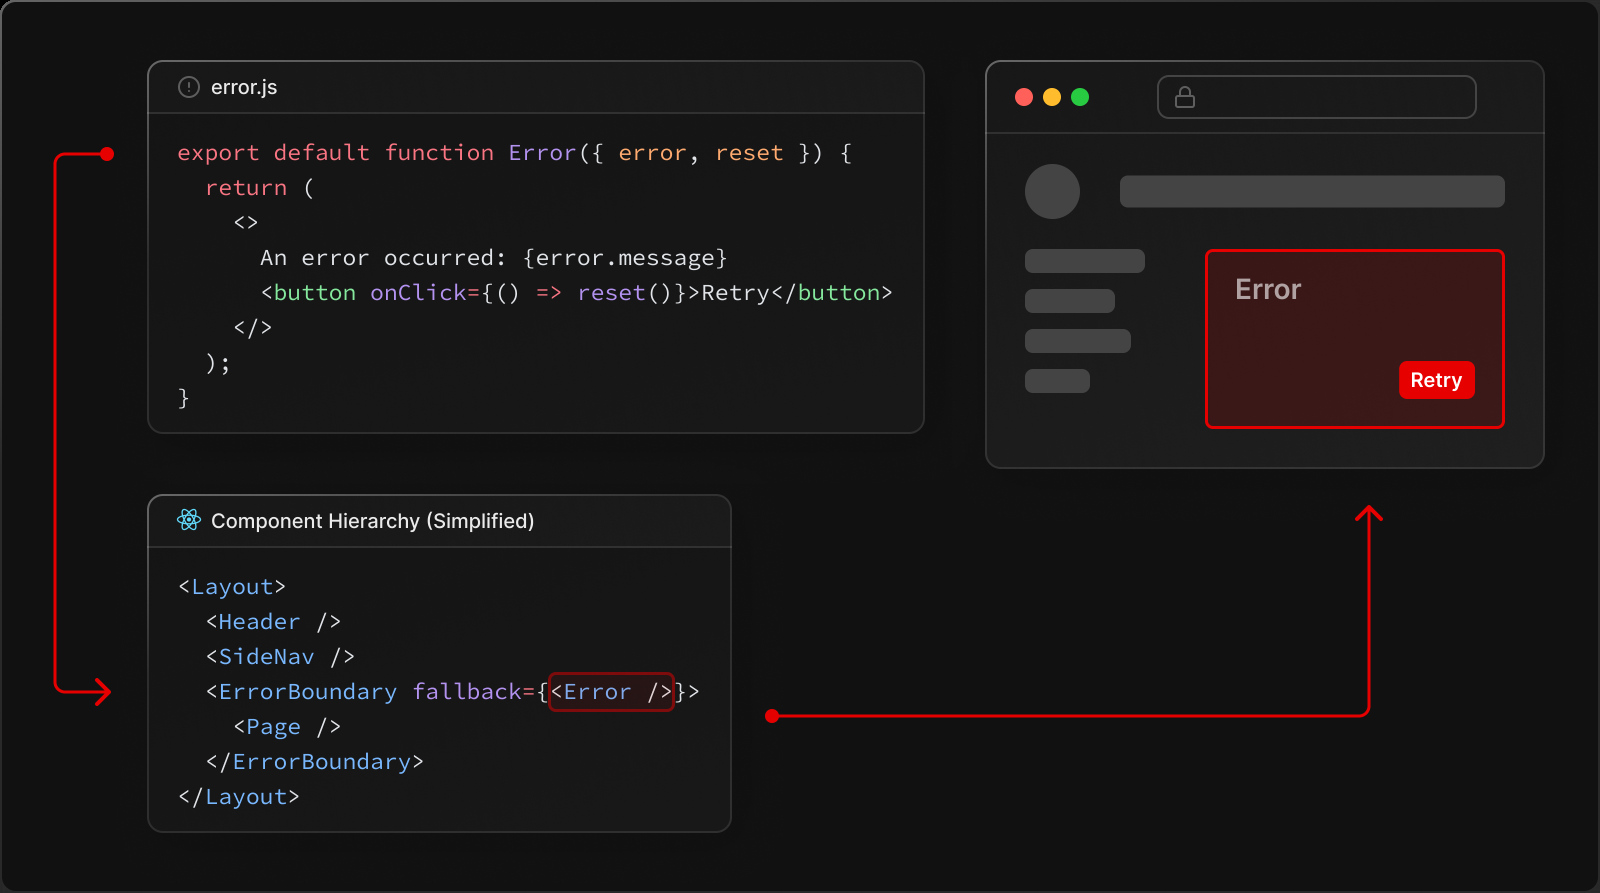 error.js
export default function Error({ error, reset }) {
  return (
    <>
      An error occurred: {error.message}
      <button onClick={() => reset()}>Retry</button>
    </>
  );
}
Component Hierarchy (Simplified)
<Layout>
  <Header />
  <SideNav />
  <ErrorBoundary fallback={<Error />}>
    <Page />
  </ErrorBoundary>
</Layout>
Error
Retry